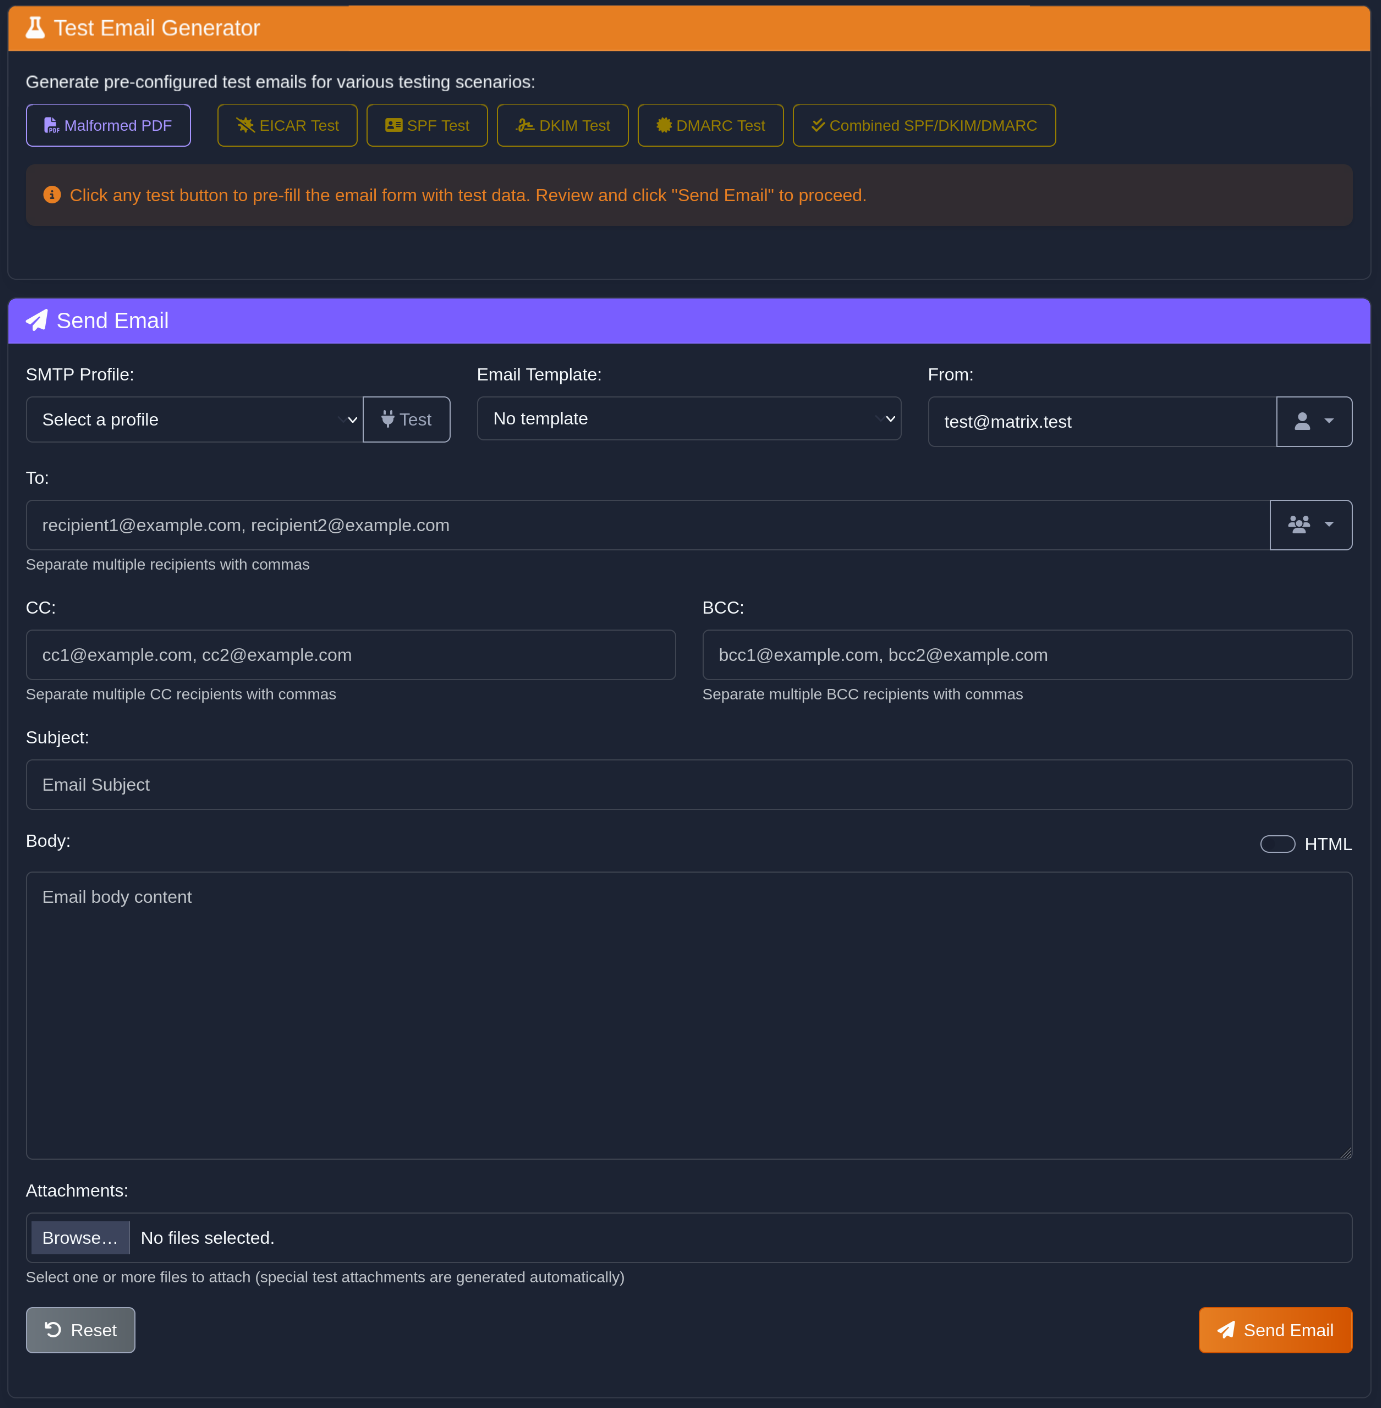 Test Email Generator
Generate pre-configured test emails for various testing scenarios:
Malformed PDF EICAR Test SPF Test DKIM Test DMARC Test Combined SPF/DKIM/DMARC
Click any test button to pre-fill the email form with test data. Review and click "Send Email" to proceed.
Send Email
SMTP Profile: Email Template: From:
Select a profile Test No template test@matrix.test
To:
recipient1@example.com, recipient2@example.com
Separate multiple recipients with commas
CC: BCC:
cc1@example.com, cc2@example.com bcc1@example.com, bcc2@example.com
Separate multiple CC recipients with commas Separate multiple BCC recipients with commas
Subject:
Email Subject
Body: HTML
Email body content
Attachments:
Browse... No files selected.
Select one or more files to attach (special test attachments are generated automatically)
Reset Send Email